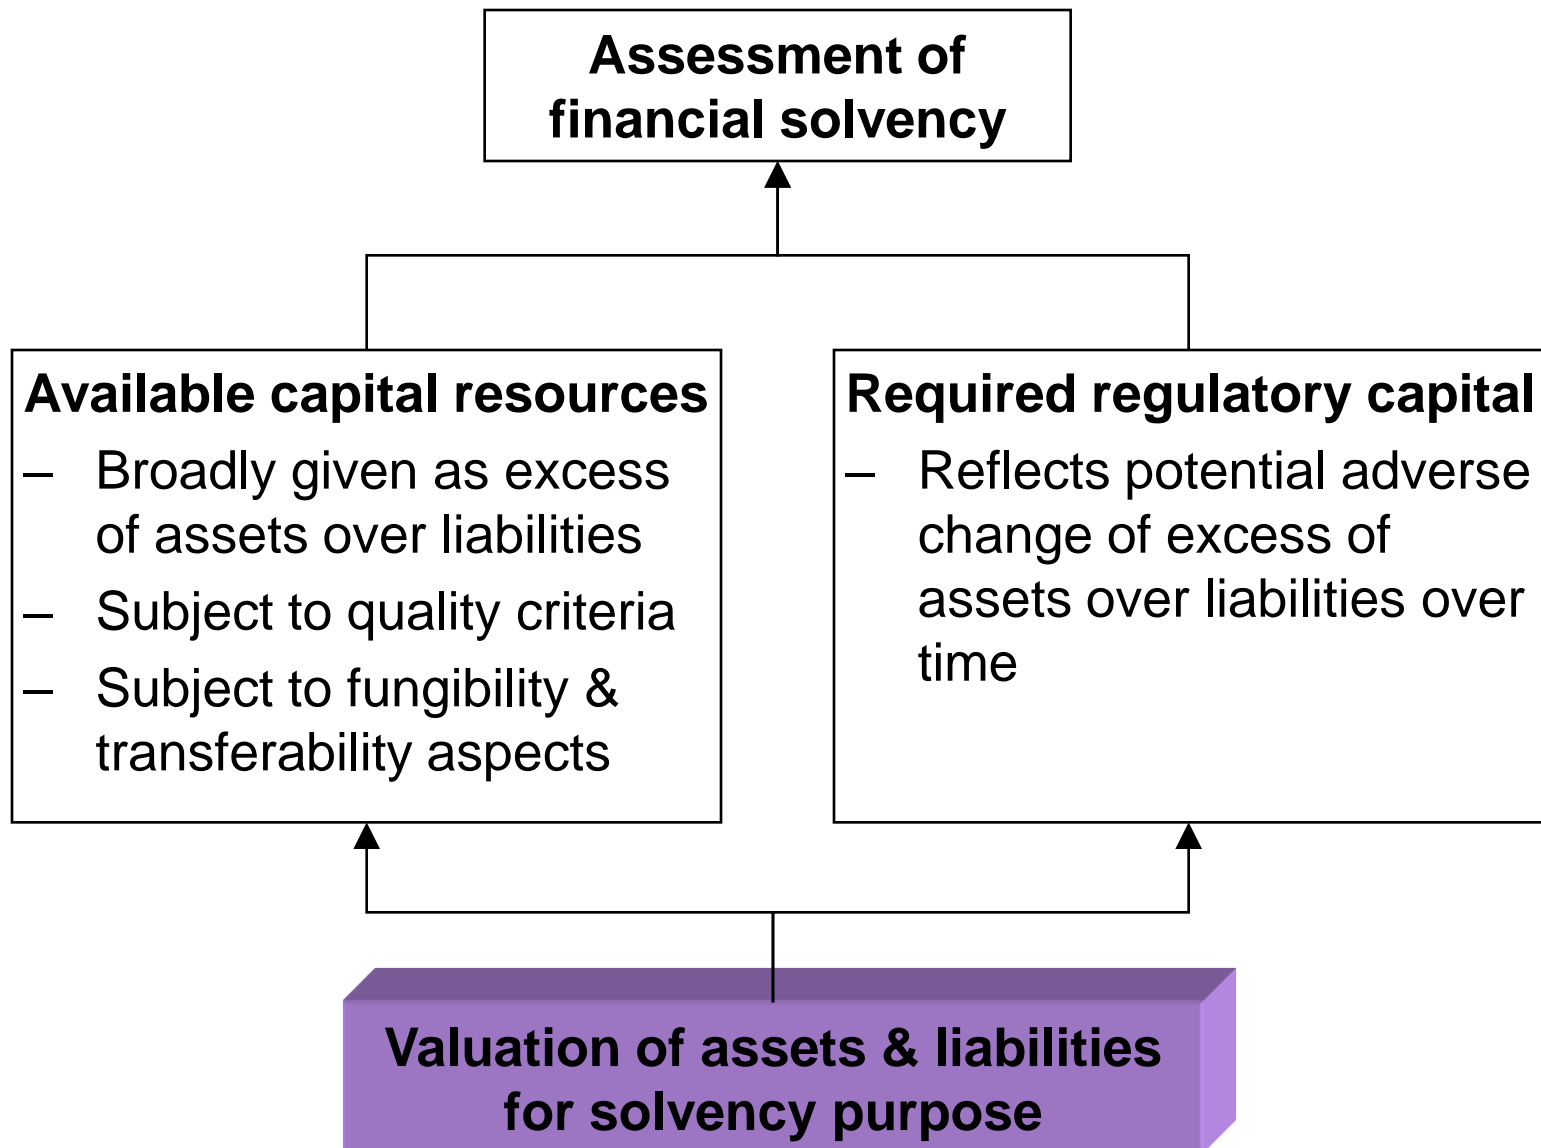 Assessment of
financial solvency
Available capital resources
– Broadly given as excess
of assets over liabilities
– Subject to quality criteria
– Subject to fungibility &
transferability aspects
Required regulatory capital
– Reflects potential adverse
change of excess of
assets over liabilities over
time
Valuation of assets & liabilities
for solvency purpose